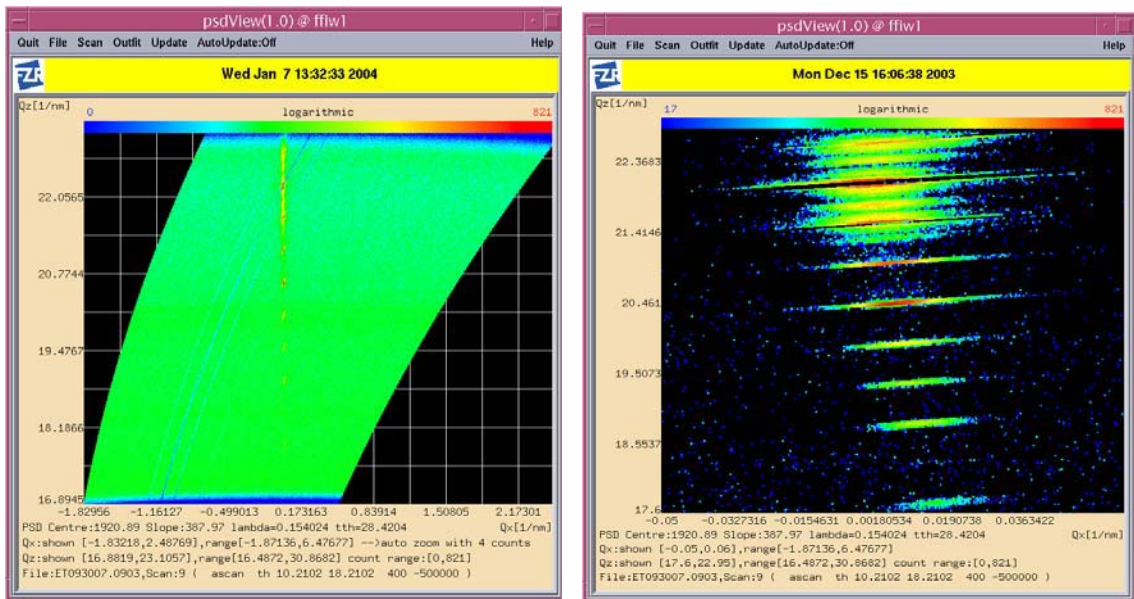 psdView(1.0) @ fflw1
Quit File Scan Outfit Update AutoUpdate:Off Help
FZR
Wed Jan 7 13:32:33 2004
Qz[1/nm] 0 logarithmic 821
22.0565
20.7744
19.4767
18.1866
16.8945
-1.82956 -1.16127 -0.499013 0.173163 0.83914 1.50805 2.17301
PSD Centre:1920.89 Slope:387.97 lambda=0.154024 tth=28.4204 Qx[1/nm]
Qx:shown [-1.83218,2.48769],range[-1.87136,6.47677] -->auto zoom with 4 counts
Qz:shown [16.8819,23.1057],range[16.4872,30.8682] count range:[0,821]
File:ET093007.0903,Scan:9 ( ascan th 10.2102 18.2102 400 -500000 )
psdView(1.0) @ fflw1
Quit File Scan Outfit Update AutoUpdate:Off Help
FZR
Mon Dec 15 16:06:38 2003
Qz[1/nm] 17 logarithmic 821
22.3683
21.4146
20.461
19.5073
18.5537
17.6
-0.05 -0.0327316 -0.0154631 0.00180534 0.0190738 0.0363422
PSD Centre:1920.89 Slope:387.97 lambda=0.154024 tth=28.4204 Qx[1/nm]
Qx:shown [-0.05,0.06],range[-1.87136,6.47677]
Qz:shown [17.6,22.95],range[16.4872,30.8682] count range:[0,821]
File:ET093007.0903,Scan:9 ( ascan th 10.2102 18.2102 400 -500000 )